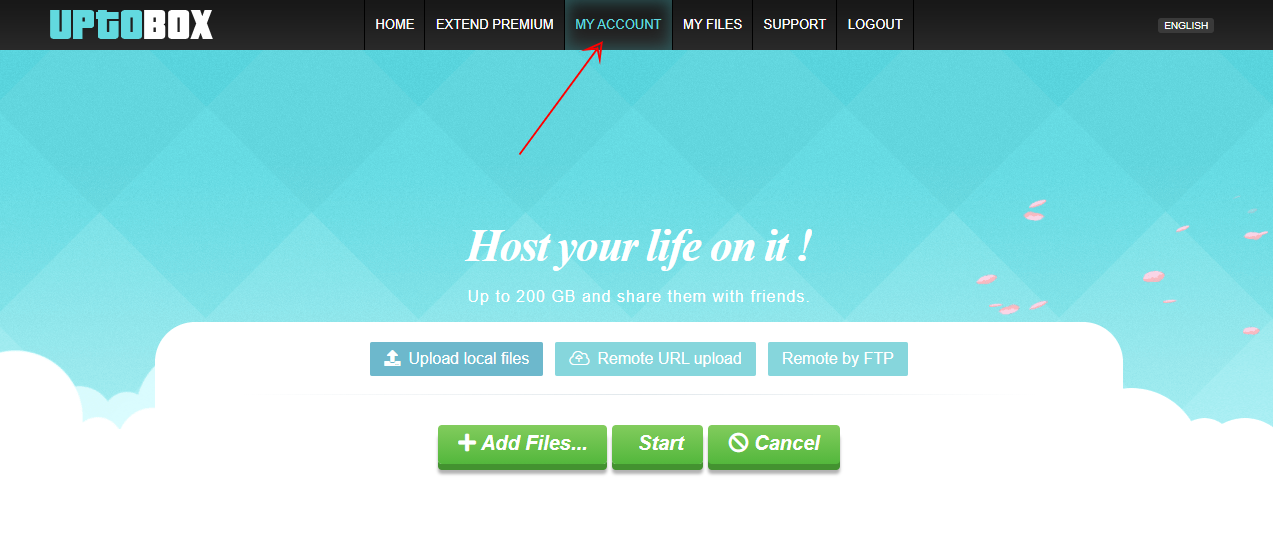 UPTOBOX
HOME EXTEND PREMIUM MY ACCOUNT MY FILES SUPPORT LOGOUT ENGLISH
Host your life on it !
Up to 200 GB and share them with friends.
Upload local files Remote URL upload Remote by FTP
Add Files... Start Cancel